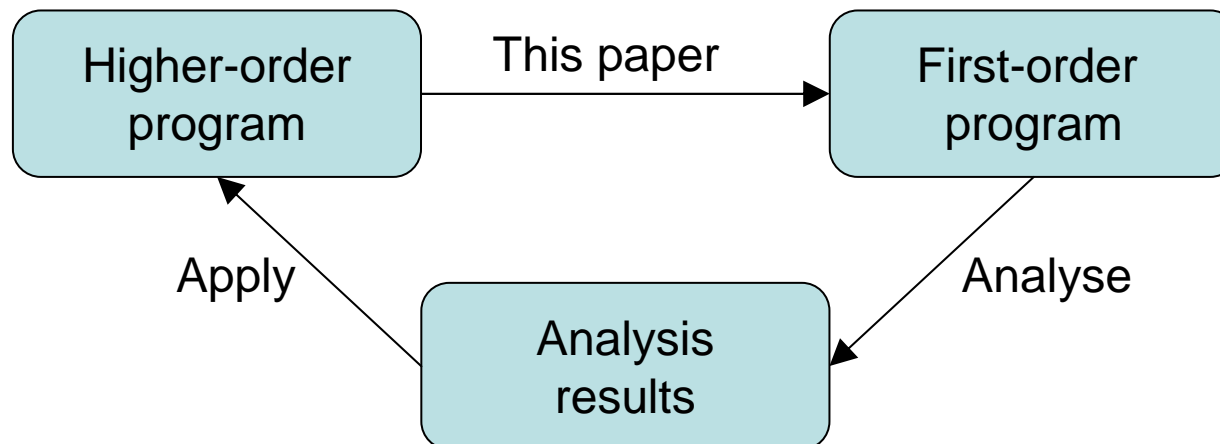 Higher-order
program
This paper
First-order
program
Apply
Analyse
Analysis
results